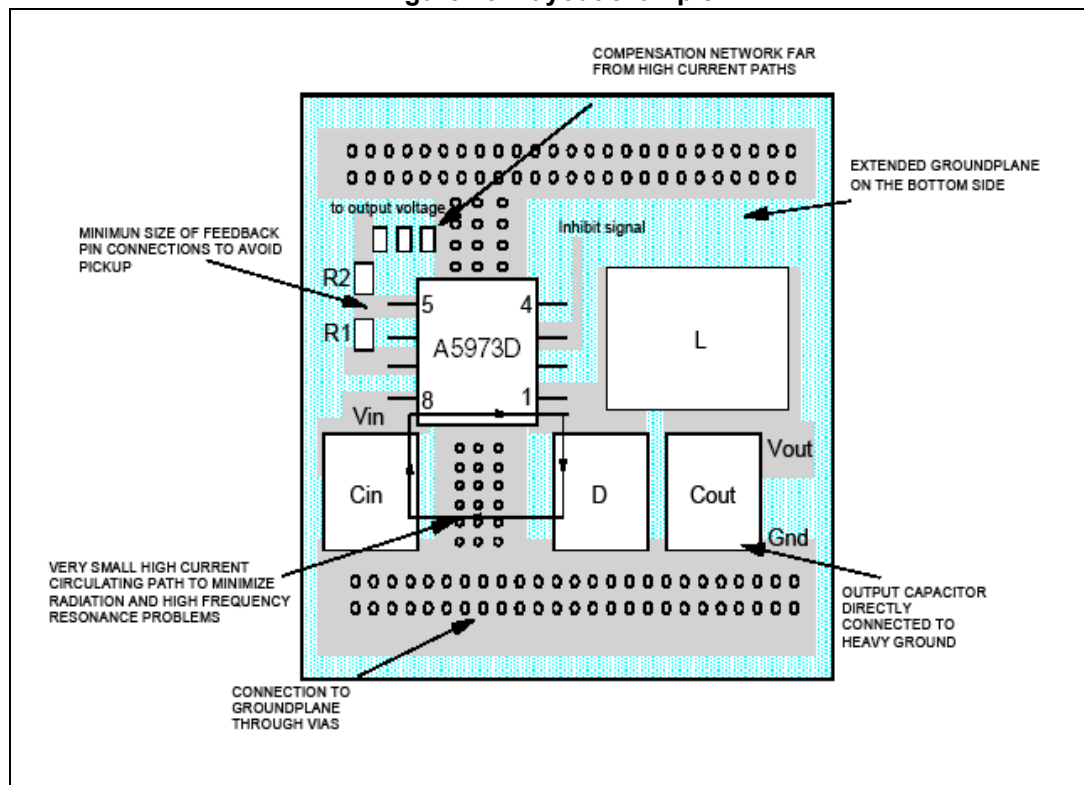 COMPENSATION NETWORK FAR
FROM HIGH CURRENT PATHS
EXTENDED GROUNDPLANE
ON THE BOTTOM SIDE
to output voltage
Inhibit signal
MINIMUN SIZE OF FEEDBACK
PIN CONNECTIONS TO AVOID
PICKUP
R2
R1
5
4
A5973D
L
8
1
Vin
Vout
Cin
D
Cout
Gnd
VERY SMALL HIGH CURRENT
CIRCULATING PATH TO MINIMIZE
RADIATION AND HIGH FREQUENCY
RESONANCE PROBLEMS
OUTPUT CAPACITOR
DIRECTLY
CONNECTED TO
HEAVY GROUND
CONNECTION TO
GROUNDPLANE
THROUGH VIAS